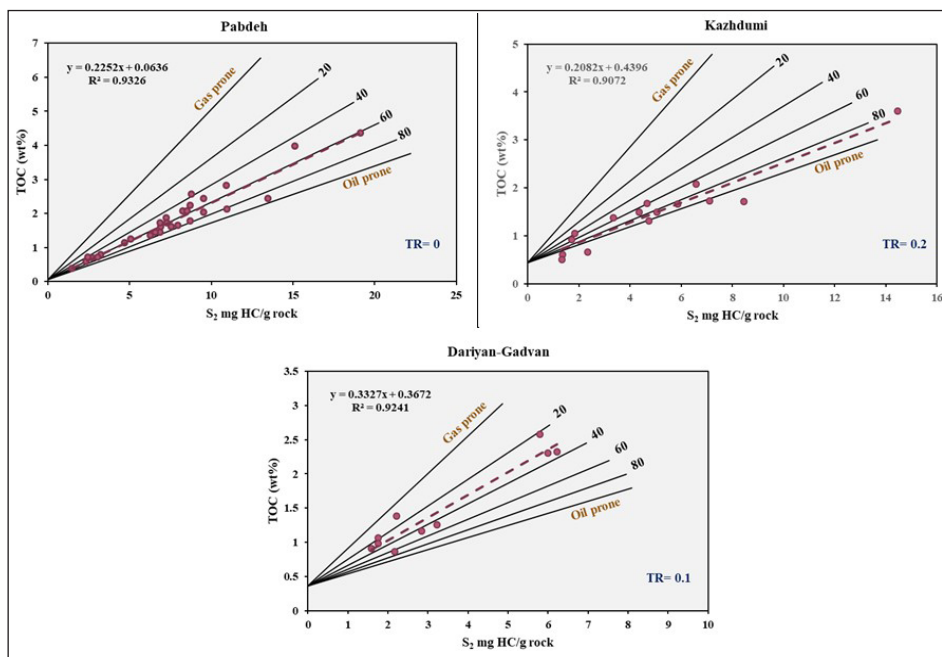 Pabdeh
y = 0.2252x + 0.0636
R² = 0.9326
Gas prone
20
40
60
80
Oil prone
TR= 0
TOC (wt%)
7
6
5
4
3
2
1
0
0 5 10 15 20 25
S₂ mg HC/g rock
Kazhdumi
y = 0.2082x + 0.4396
R² = 0.9072
Gas prone
20
40
60
80
Oil prone
TR= 0.2
TOC (wt%)
5
4
3
2
1
0
0 2 4 6 8 10 12 14 16
S₂ mg HC/g rock
Dariyan-Gadvan
y = 0.3327x + 0.3672
R² = 0.9241
Gas prone
20
40
60
80
Oil prone
TR= 0.1
TOC (wt%)
3.5
3
2.5
2
1.5
1
0.5
0
0 1 2 3 4 5 6 7 8 9 10
S₂ mg HC/g rock